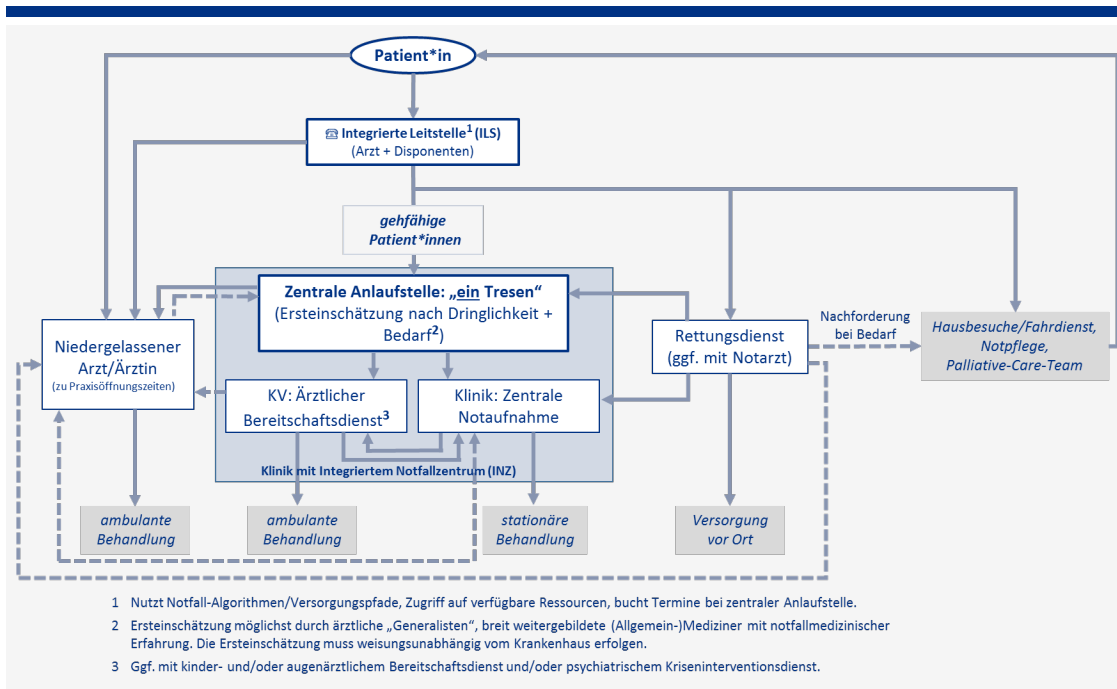 Patient*in
☎ Integrierte Leitstelle¹ (ILS)
(Arzt + Disponenten)
gehfähige
Patient*innen
Zentrale Anlaufstelle: „ein Tresen“
(Ersteinschätzung nach Dringlichkeit +
Bedarf²)
Niedergelassener
Arzt/Ärztin
(zu Praxisöffnungszeiten)
KV: Ärztlicher
Bereitschaftsdienst³
Klinik: Zentrale
Notaufnahme
Klinik mit Integriertem Notfallzentrum (INZ)
Rettungsdienst
(ggf. mit Notarzt)
Nachforderung
bei Bedarf
Hausbesuche/Fahrdienst,
Notpflege,
Palliative-Care-Team
ambulante
Behandlung
ambulante
Behandlung
stationäre
Behandlung
Versorgung
vor Ort
1 Nutzt Notfall-Algorithmen/Versorgungspfade, Zugriff auf verfügbare Ressourcen, bucht Termine bei zentraler Anlaufstelle.
2 Ersteinschätzung möglichst durch ärztliche „Generalisten“, breit weitergebildete (Allgemein-)Mediziner mit notfallmedizinischer
Erfahrung. Die Ersteinschätzung muss weisungsunabhängig vom Krankenhaus erfolgen.
3 Ggf. mit kinder- und/oder augenärztlichem Bereitschaftsdienst und/oder psychiatrischem Kriseninterventionsdienst.